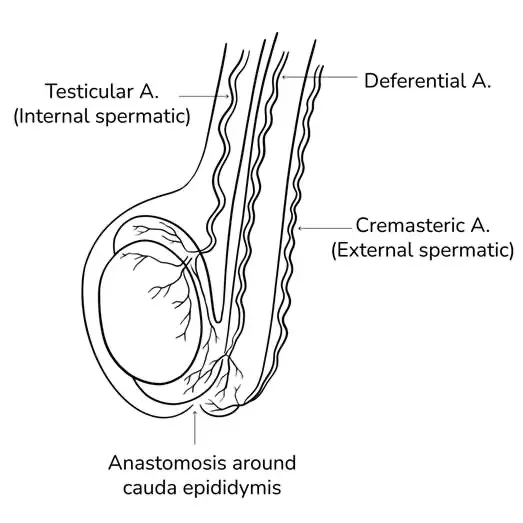 Testicular A.
(Internal spermatic)
Deferential A.
Cremasteric A.
(External spermatic)
Anastomosis around
cauda epididymis